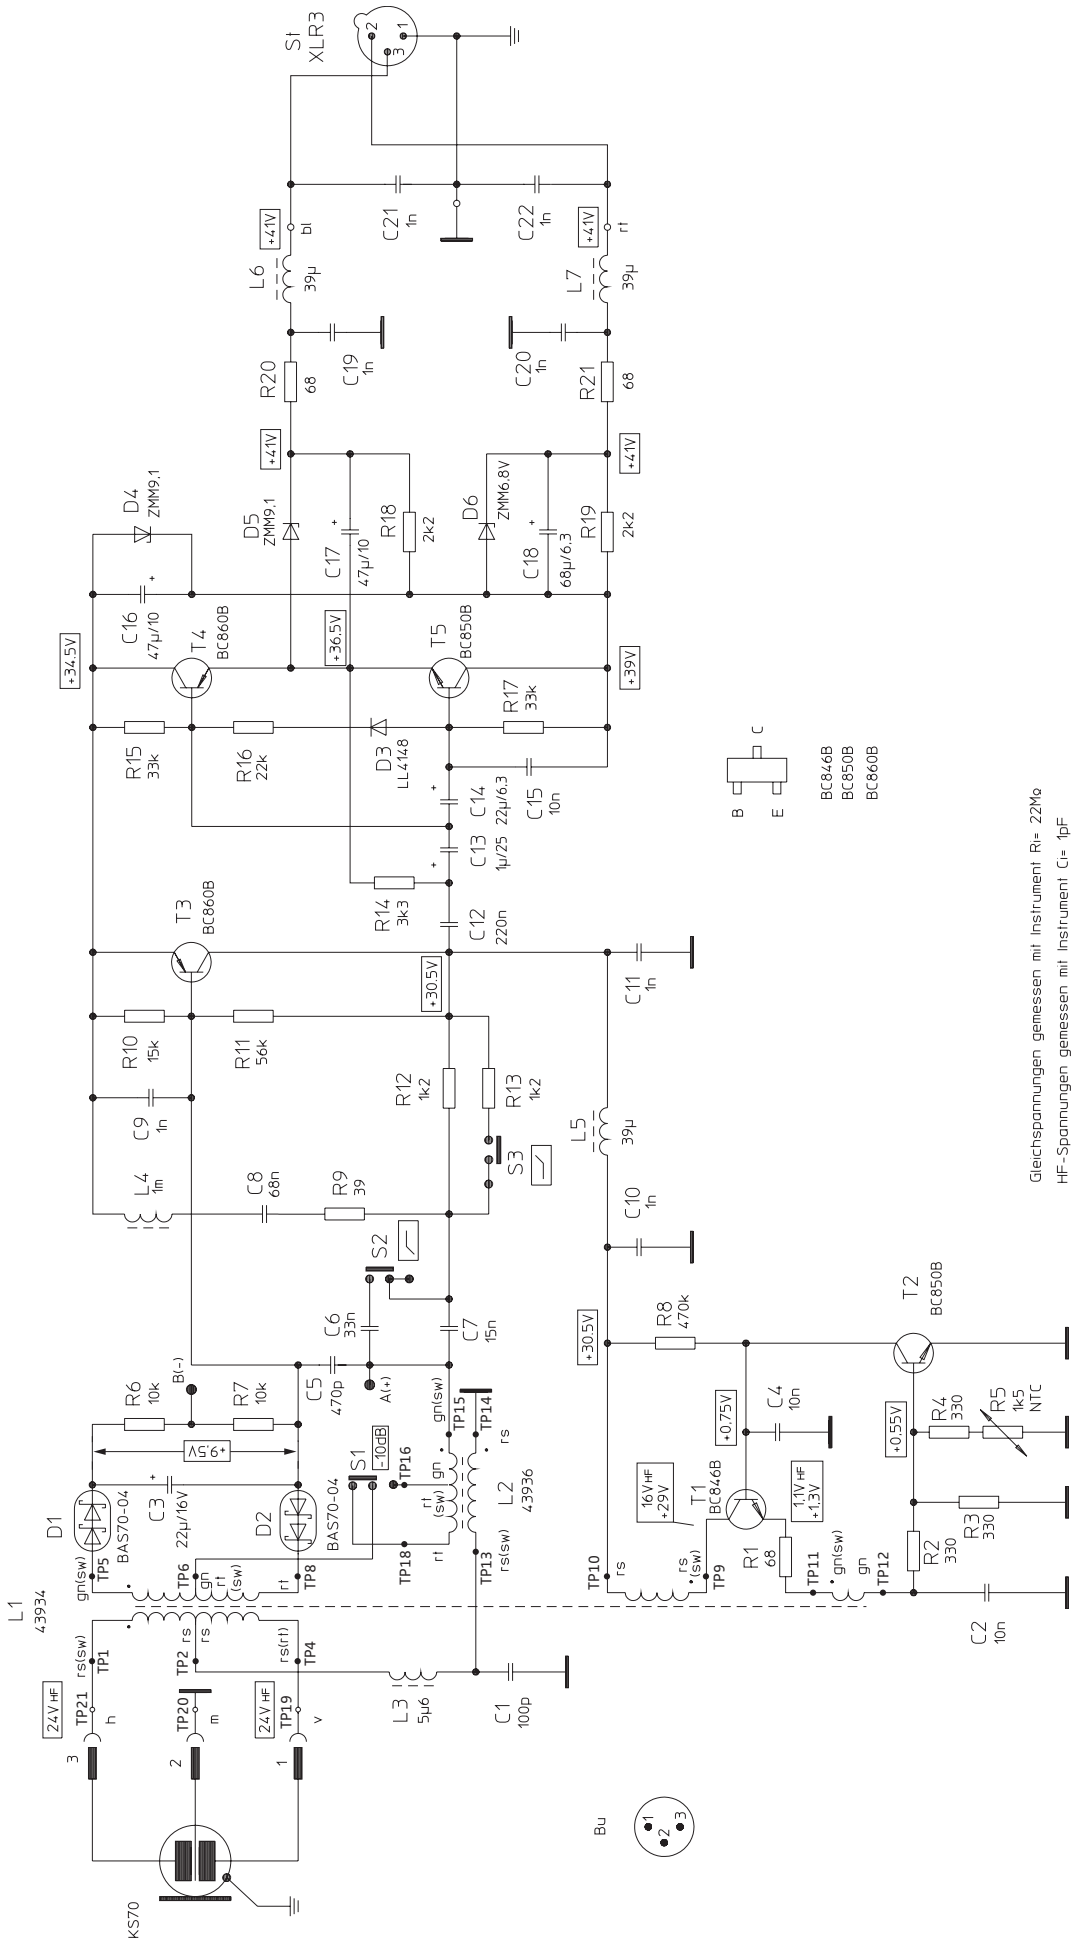 KS70
3
2
1
24V HF
TP21
h
TP20
m
24V HF
TP19
v
L1
43934
rs(sw)
TP1
TP2
rs
rs
rs(rt)
TP4
gn(sw)
TP5
TP6
gn
rt
(sw)
rt
TP8
D1
BAS70-04
D2
BAS70-04
C3
22µ/16V
+
+9.5V
R6
10k
R7
10k
B(-)
L3
5µ6
C1
100p
S1
-10dB
TP18
rt
rt
(sw)
gn
TP16
gn(sw)
TP15
TP14
rs
TP13
rs(sw)
L2
43936
C5
470p
A(+)
C6
33n
C7
15n
S2
L4
1m
C8
68n
R9
39
C9
1n
R10
15k
R11
56k
R12
1k2
R13
1k2
S3
T3
BC860B
+30.5V
C12
220n
R14
3k3
C13
1µ/25
+
C14
22µ/6.3
+
C15
10n
R15
33k
R16
22k
D3
LL4148
R17
33k
+34.5V
T4
BC860B
+36.5V
T5
BC850B
+39V
C16
47µ/10
+
D4
ZMM9,1
D5
ZMM9,1
C17
47µ/10
+
R18
2k2
D6
ZMM6.8V
C18
68µ/6.3
+
R19
2k2
+41V
+41V
R20
68
R21
68
C19
1n
C20
1n
L6
39µ
L7
39µ
+41V
bl
+41V
rt
C21
1n
C22
1n
St
XLR3
2
3
1
TP10
rs
rs
(sw)
TP9
16V HF
+29V
T1
BC846B
R1
68
1,1V HF
+1.3V
TP11
gn(sw)
gn
TP12
C2
10n
R2
330
R3
330
R4
330
R5
1k5
NTC
+0,55V
+0,75V
C4
10n
+30.5V
R8
470k
T2
BC850B
C10
1n
L5
39µ
C11
1n
B
E
C
BC846B
BC850B
BC860B
Bu
1
2
3
Gleichspannungen gemessen mit Instrument Ri= 22MΩ
HF-Spannungen gemessen mit Instrument Ci= 1pF